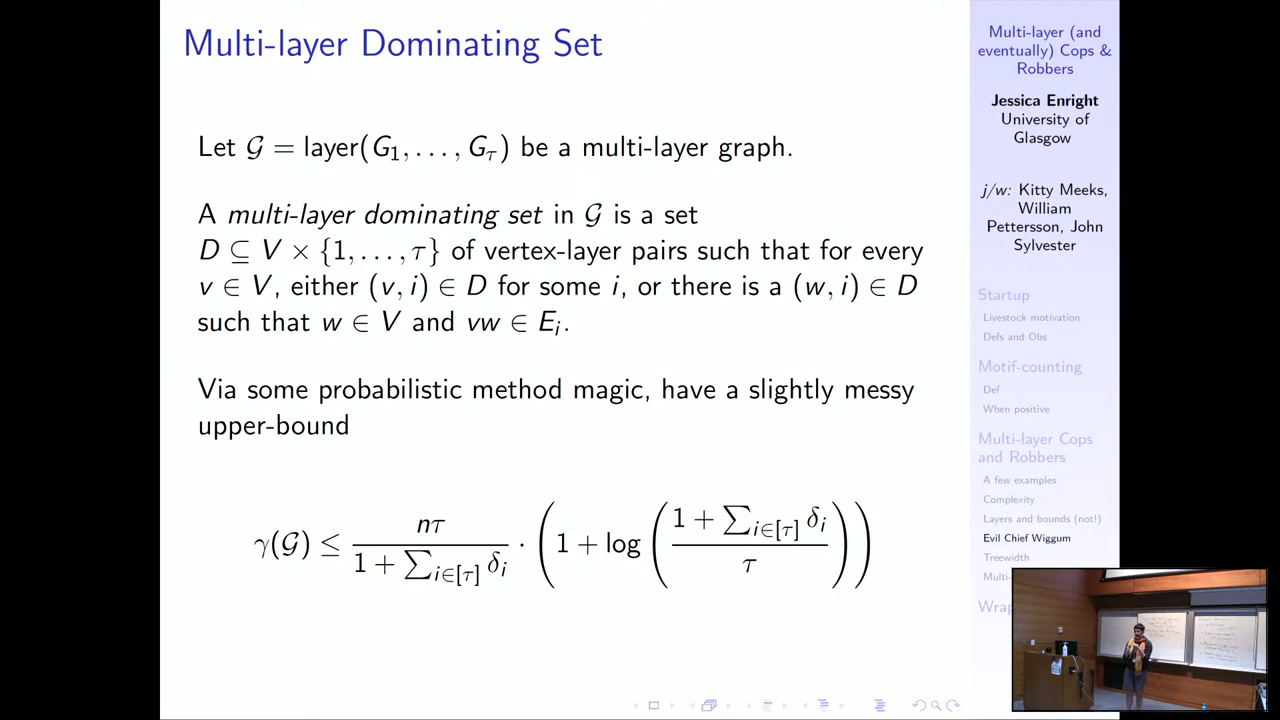 Multi-layer Dominating Set
Let 𝒢 = layer(G₁, . . . , G_τ) be a multi-layer graph.
A multi-layer dominating set in 𝒢 is a set
D ⊆ V × {1, . . . , τ} of vertex-layer pairs such that for every
v ∈ V, either (v, i) ∈ D for some i, or there is a (w, i) ∈ D
such that w ∈ V and vw ∈ E_i.
Via some probabilistic method magic, have a slightly messy
upper-bound
γ(𝒢) ≤ nτ / (1 + ∑_{i∈[τ]} δ_i) · (1 + log((1 + ∑_{i∈[τ]} δ_i) / τ))
Multi-layer (and
eventually) Cops &
Robbers
Jessica Enright
University of
Glasgow
j/w: Kitty Meeks,
William
Pettersson, John
Sylvester
Startup
Livestock motivation
Defs and Obs
Motif-counting
Def
When positive
Multi-layer Cops
and Robbers
A few examples
Complexity
Layers and bounds (not!)
Evil Chief Wiggum
Treewidth
Multi-
Wrap